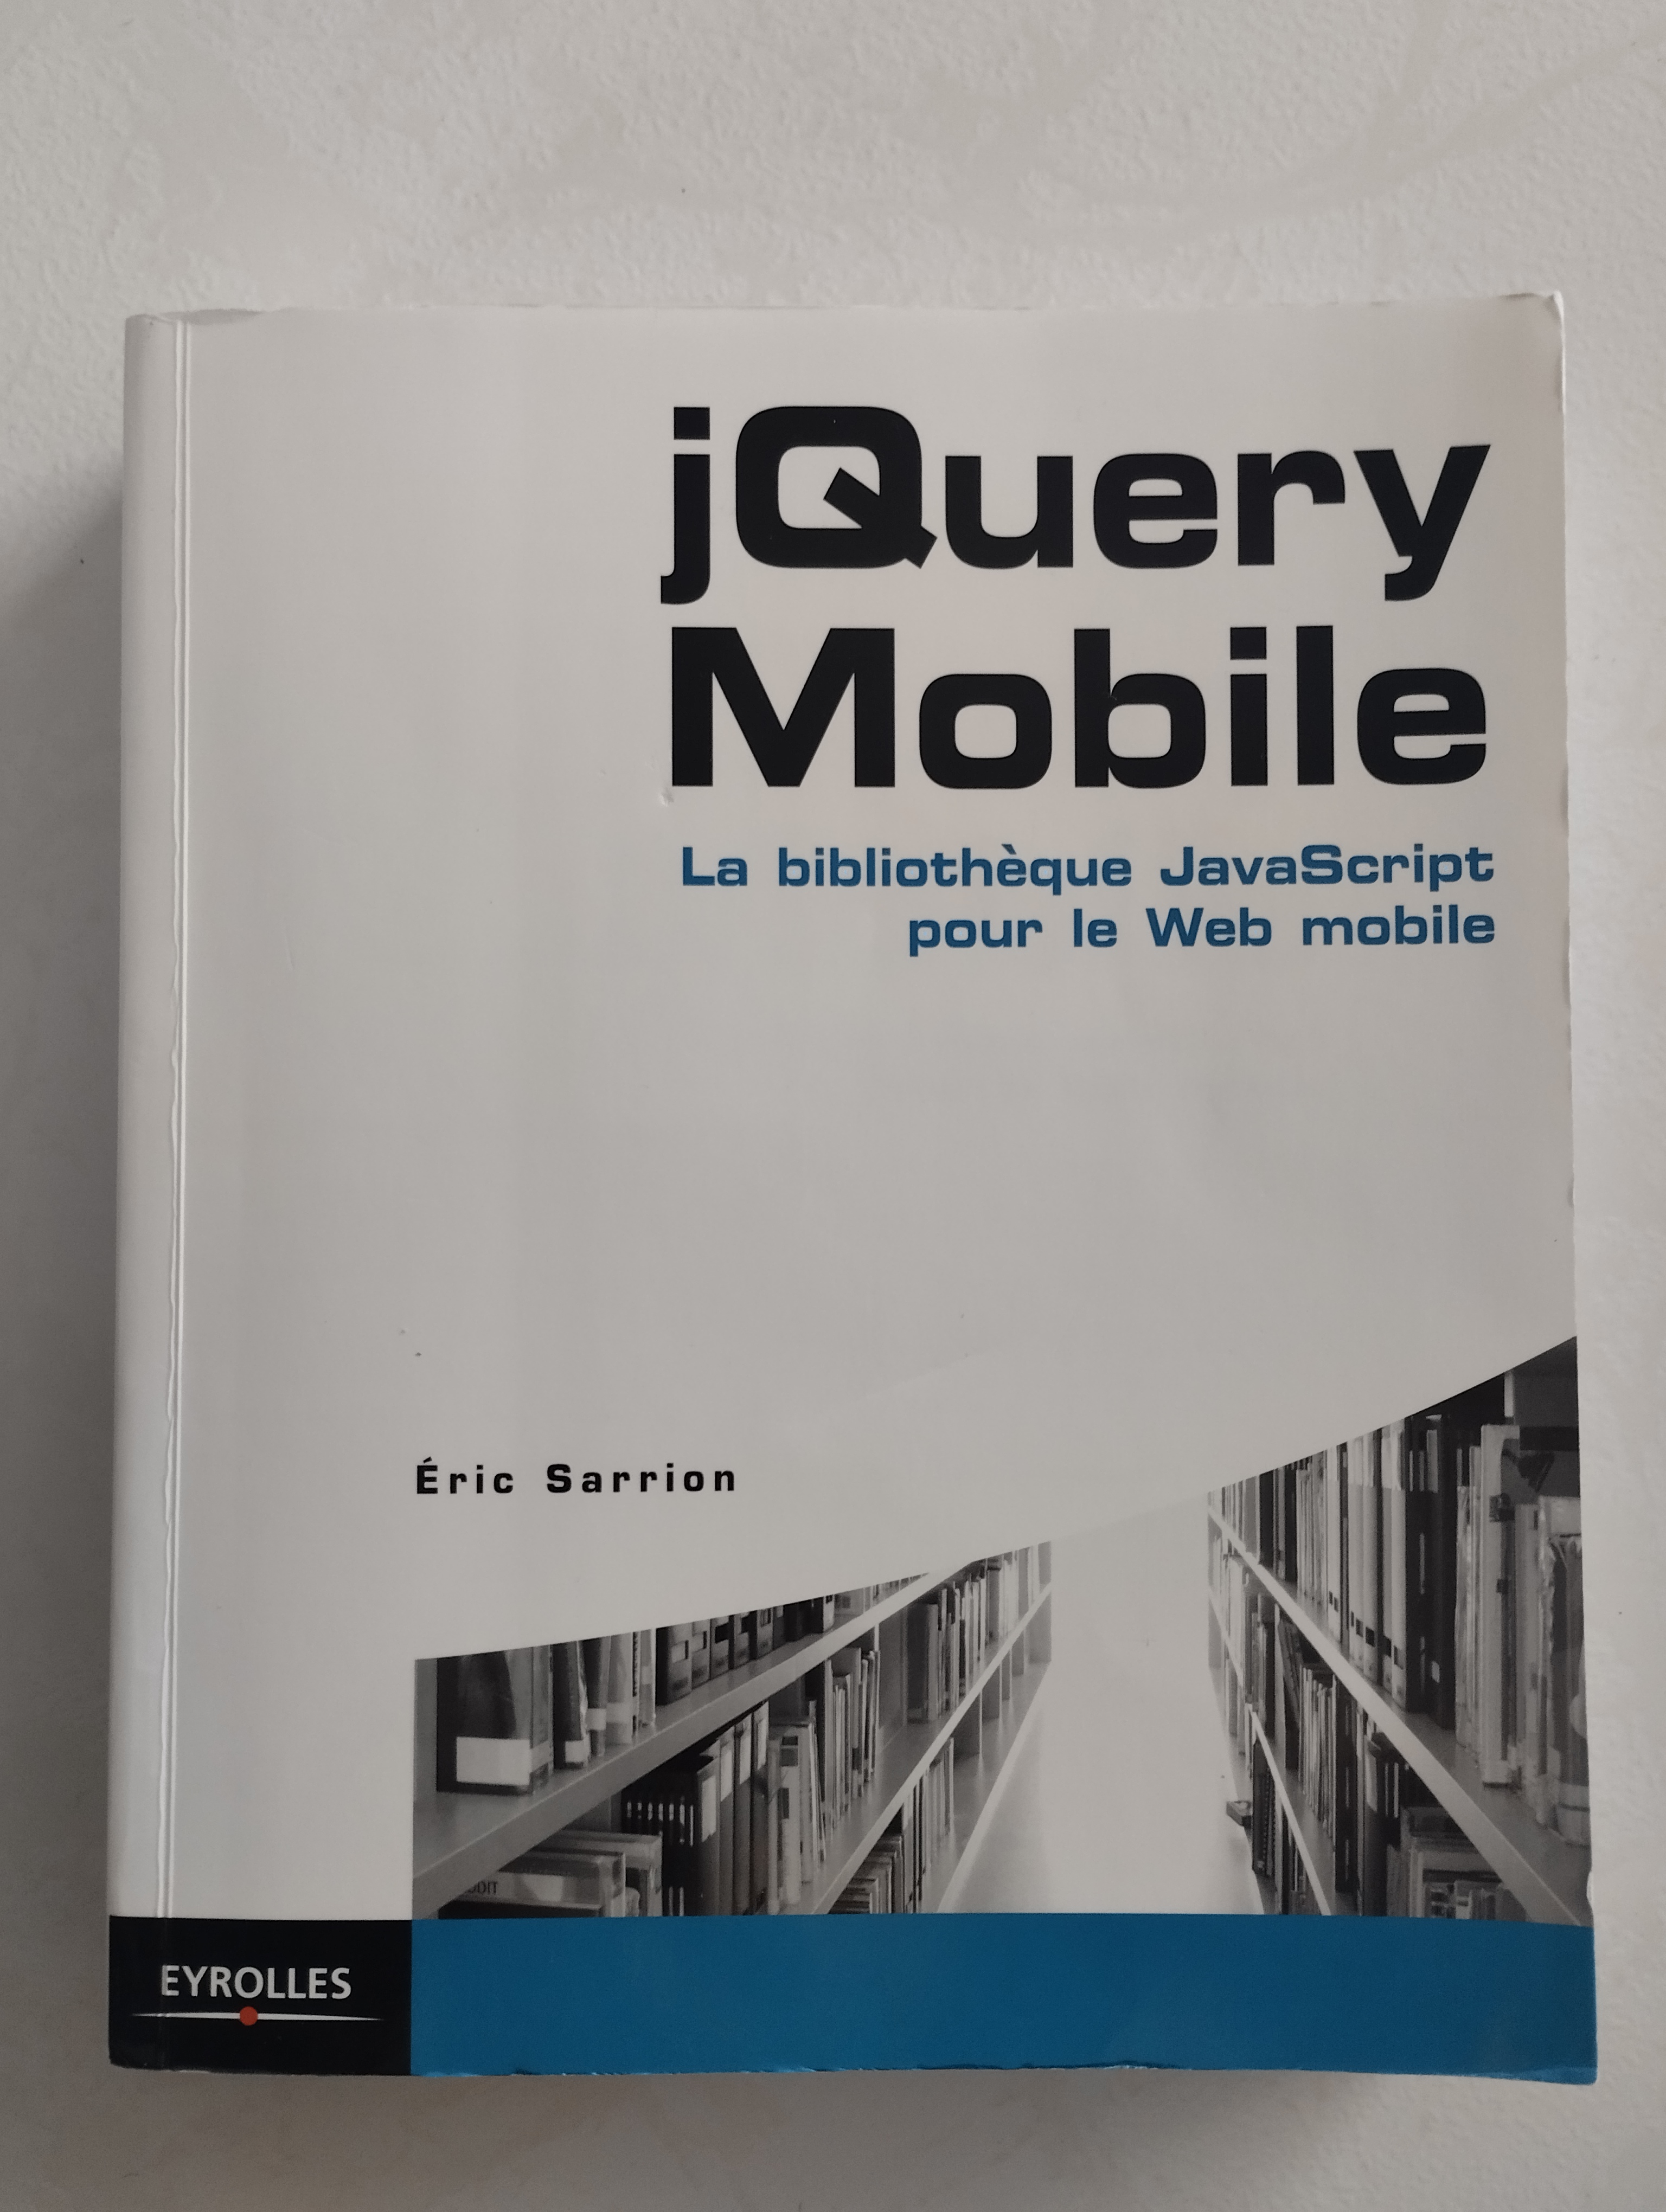 jQuery
Mobile
La bibliothèque JavaScript
pour le Web mobile
Éric Sarrion
EYROLLES